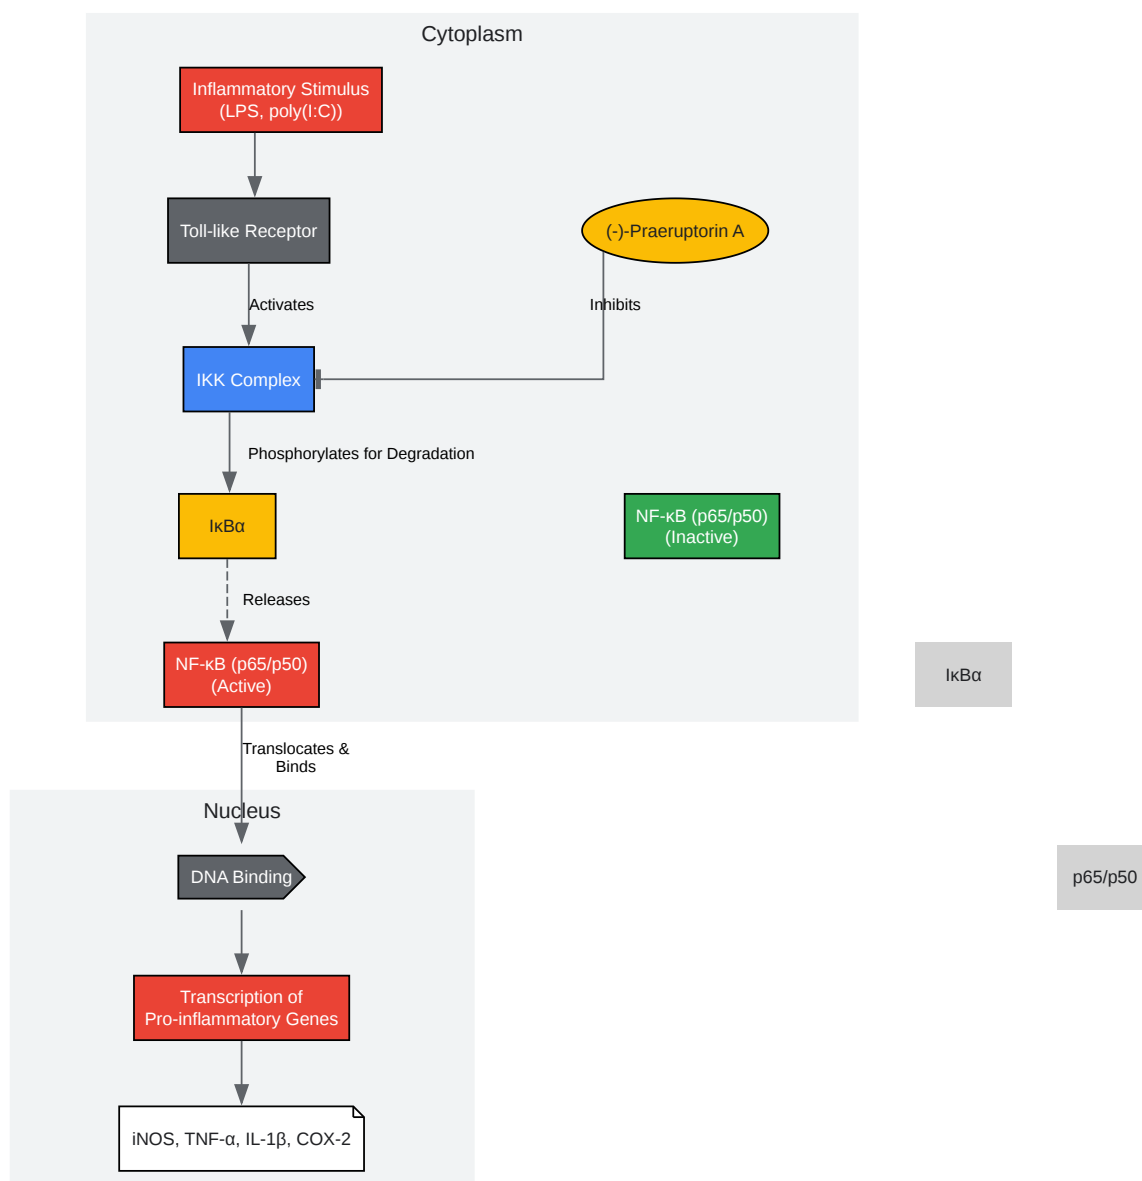 Cytoplasm
Inflammatory Stimulus
(LPS, poly(I:C))
Toll-like Receptor
(-)-Praeruptorin A
Activates
Inhibits
IKK Complex
Phosphorylates for Degradation
IκBα
NF-κB (p65/p50)
(Inactive)
Releases
NF-κB (p65/p50)
(Active)
IκBα
Translocates &
Binds
Nucleus
DNA Binding
p65/p50
Transcription of
Pro-inflammatory Genes
iNOS, TNF-α, IL-1β, COX-2